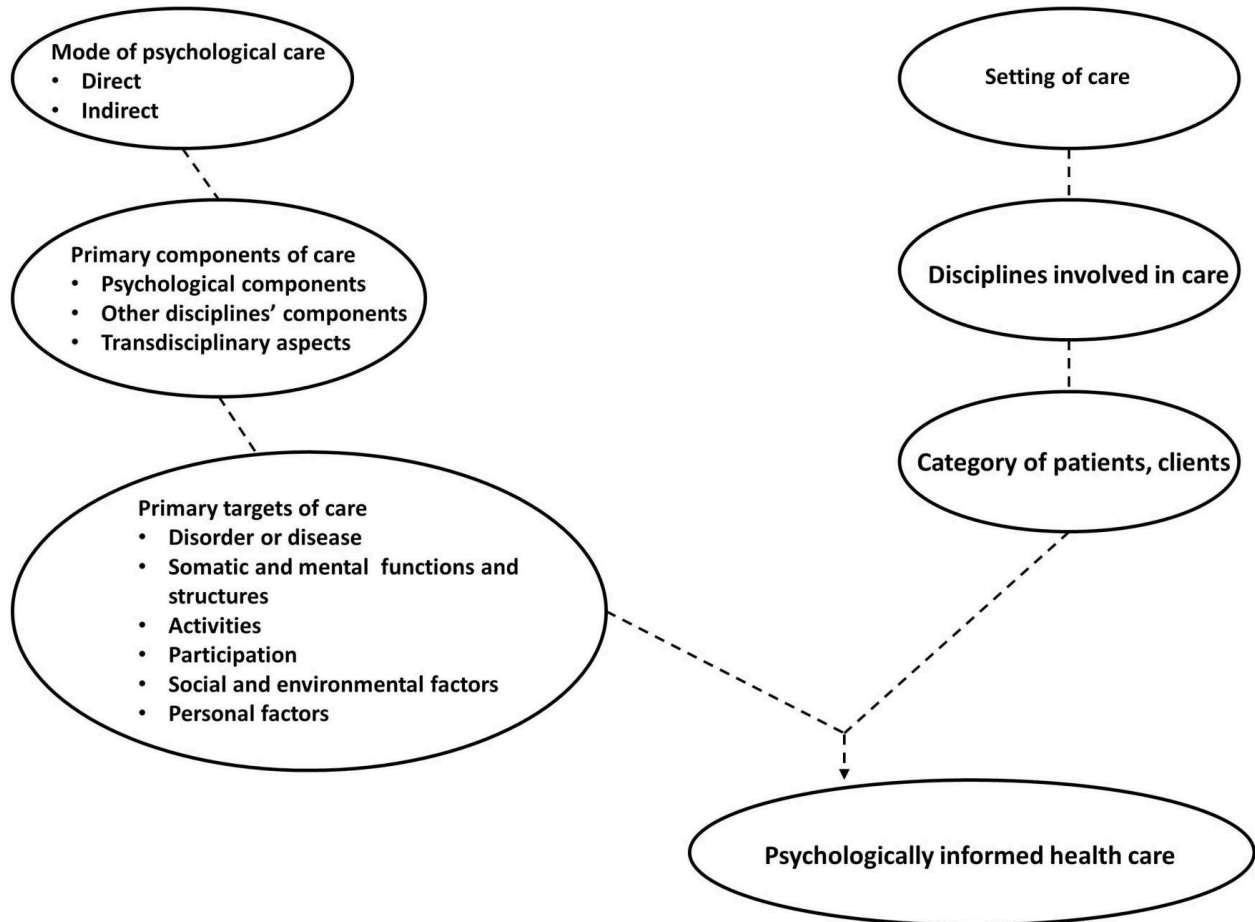 Mode of psychological care
• Direct
• Indirect
Primary components of care
• Psychological components
• Other disciplines’ components
• Transdisciplinary aspects
Primary targets of care
• Disorder or disease
• Somatic and mental functions and
structures
• Activities
• Participation
• Social and environmental factors
• Personal factors
Setting of care
Disciplines involved in care
Category of patients, clients
Psychologically informed health care